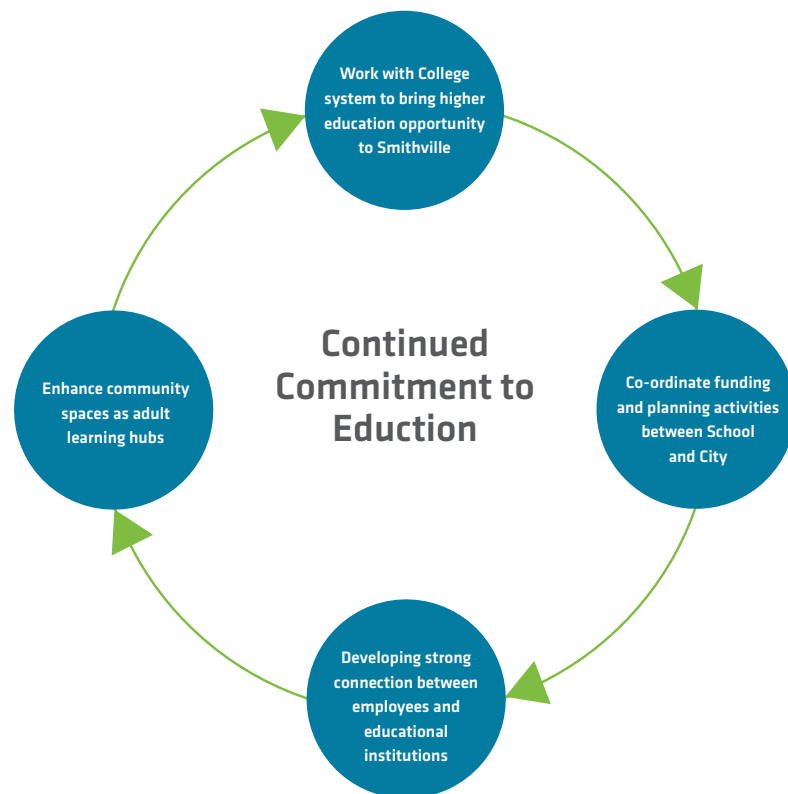 Work with College
system to bring higher
education opportunity
to Smithville
Continued
Commitment to
Eduction
Enhance community
spaces as adult
learning hubs
Co-ordinate funding
and planning activities
between School
and City
Developing strong
connection between
employees and
educational
institutions